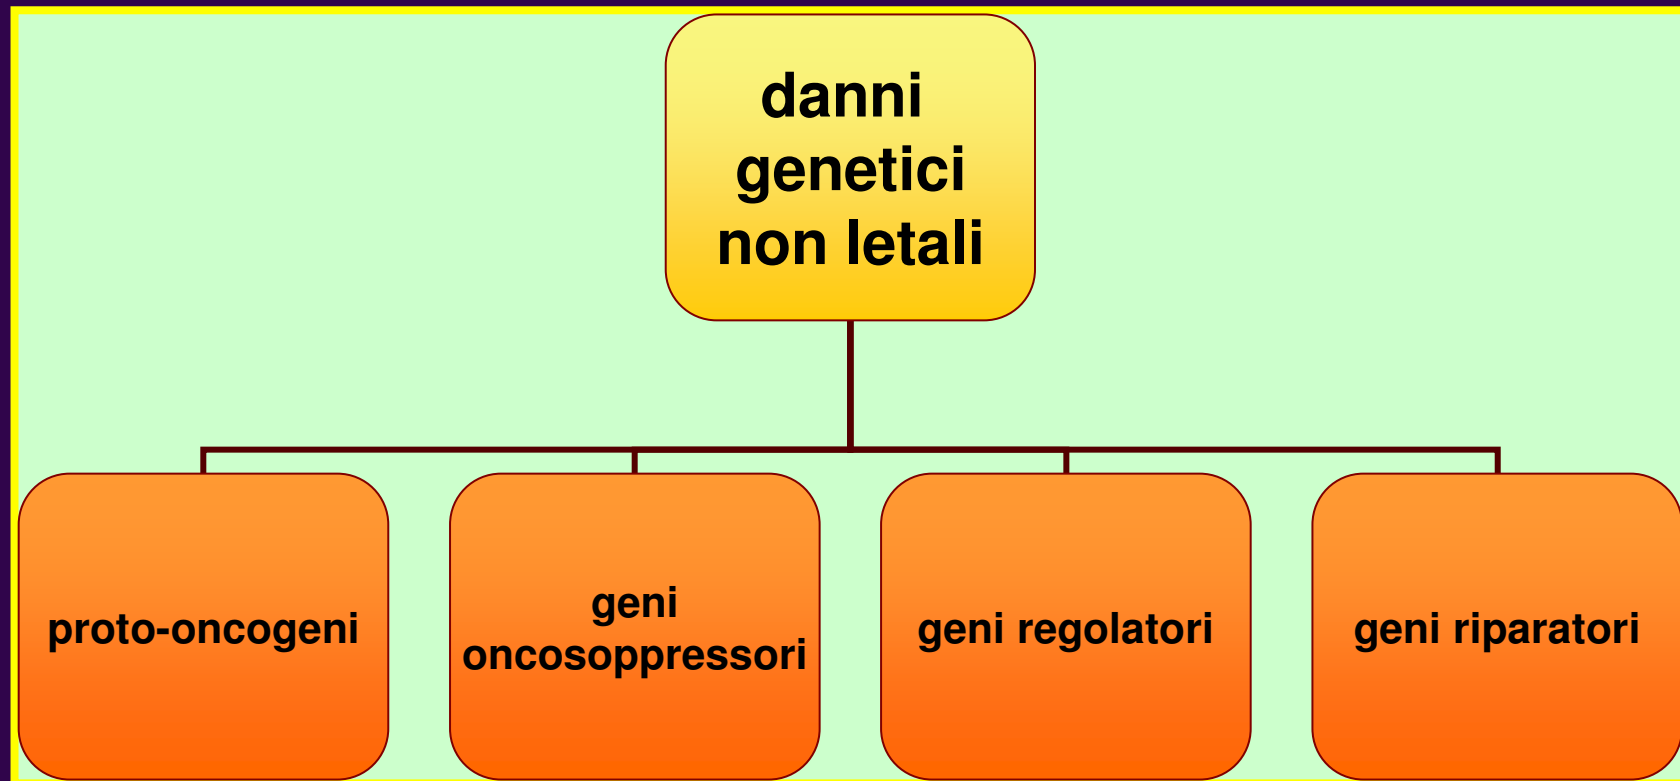 danni
genetici
non letali
proto-oncogeni
geni
oncosoppressori
geni regolatori
geni riparatori